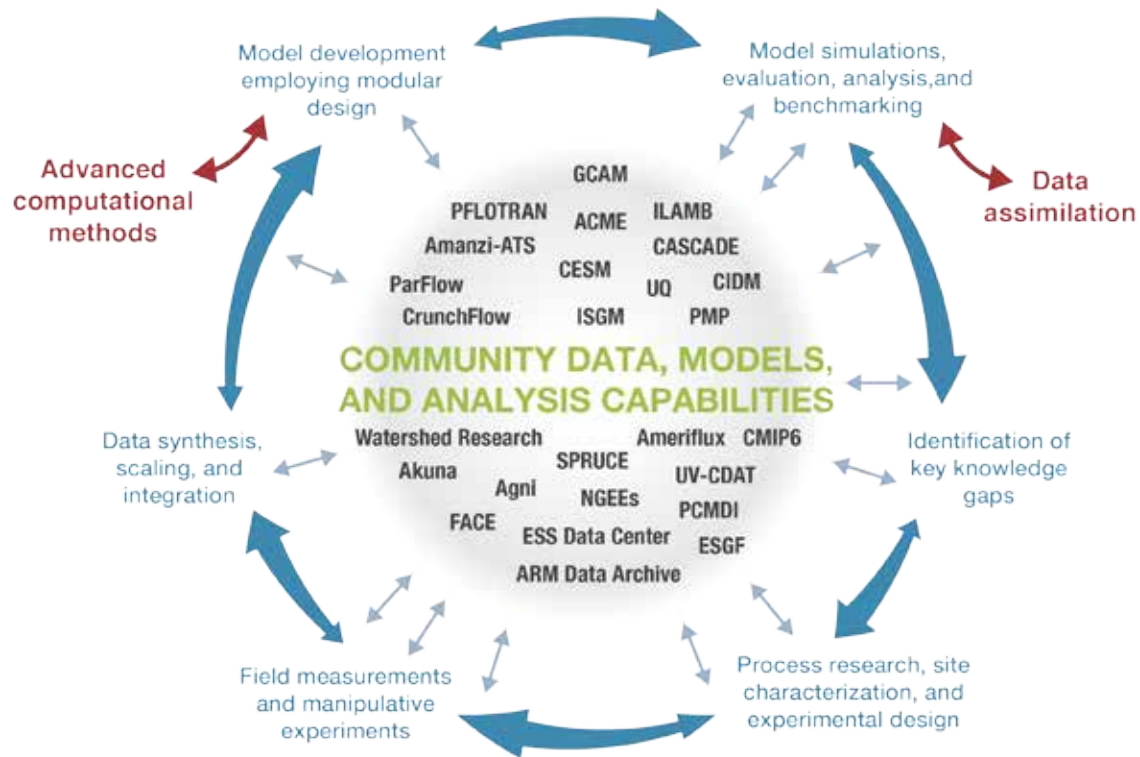 Model development
employing modular
design
Model simulations,
evaluation, analysis,and
benchmarking
Advanced
computational
methods
Data
assimilation
GCAM
PFLOTRAN
ACME
ILAMB
Amanzi-ATS
CASCADE
CESM
ParFlow
UQ
CIDM
CrunchFlow
ISGM
PMP
COMMUNITY DATA, MODELS,
AND ANALYSIS CAPABILITIES
Watershed Research
Ameriflux
CMIP6
SPRUCE
Akuna
UV-CDAT
Agni
NGEEs
PCMDI
FACE
ESS Data Center
ESGF
ARM Data Archive
Data synthesis,
scaling, and
integration
Identification of
key knowledge
gaps
Field measurements
and manipulative
experiments
Process research, site
characterization, and
experimental design